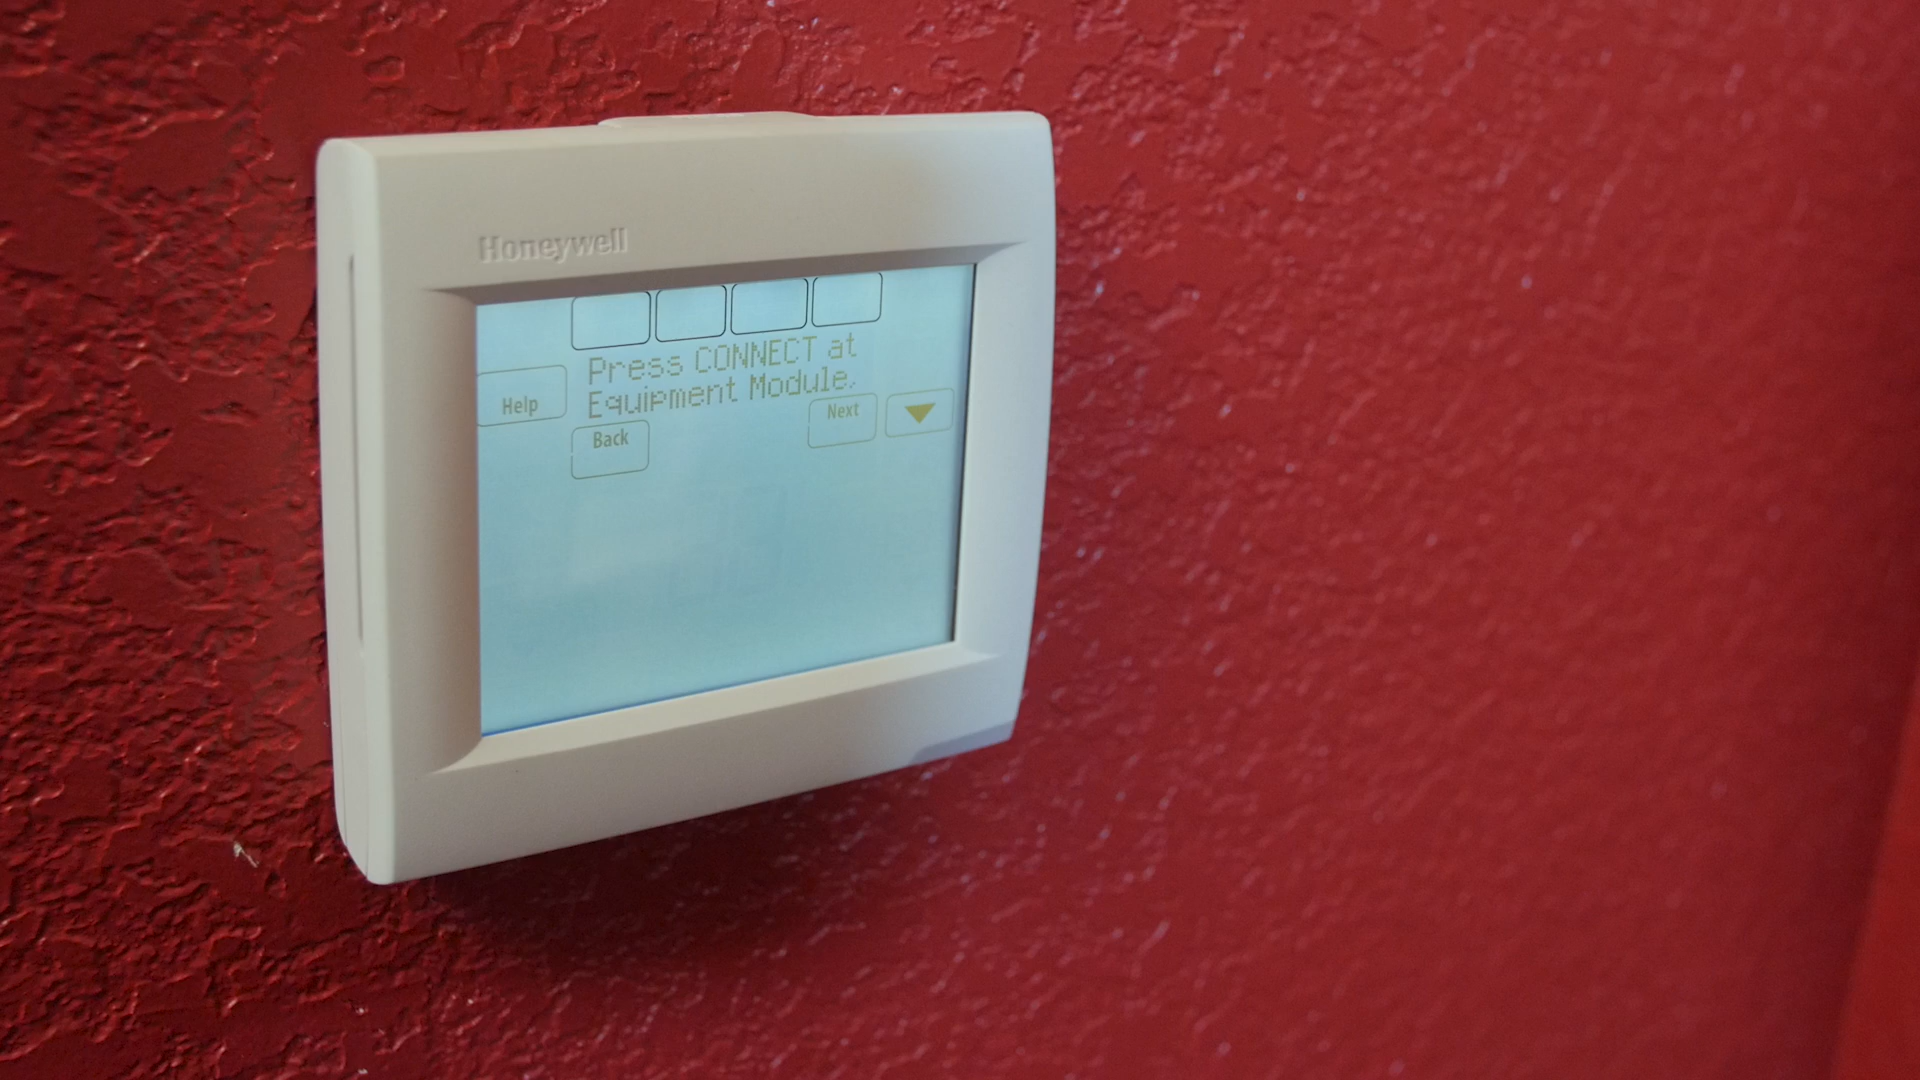 Honeywell
Press CONNECT at
Equipment Module.
Help
Next
Back